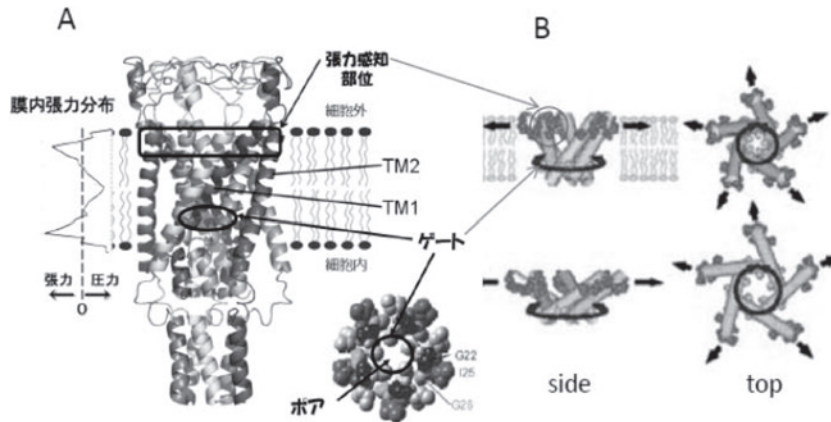 A
B
張力感知
部位
膜内張力分布
細胞外
TM2
TM1
ゲート
張力 圧力
0
細胞内
G22
I25
G26
ポア
side
top